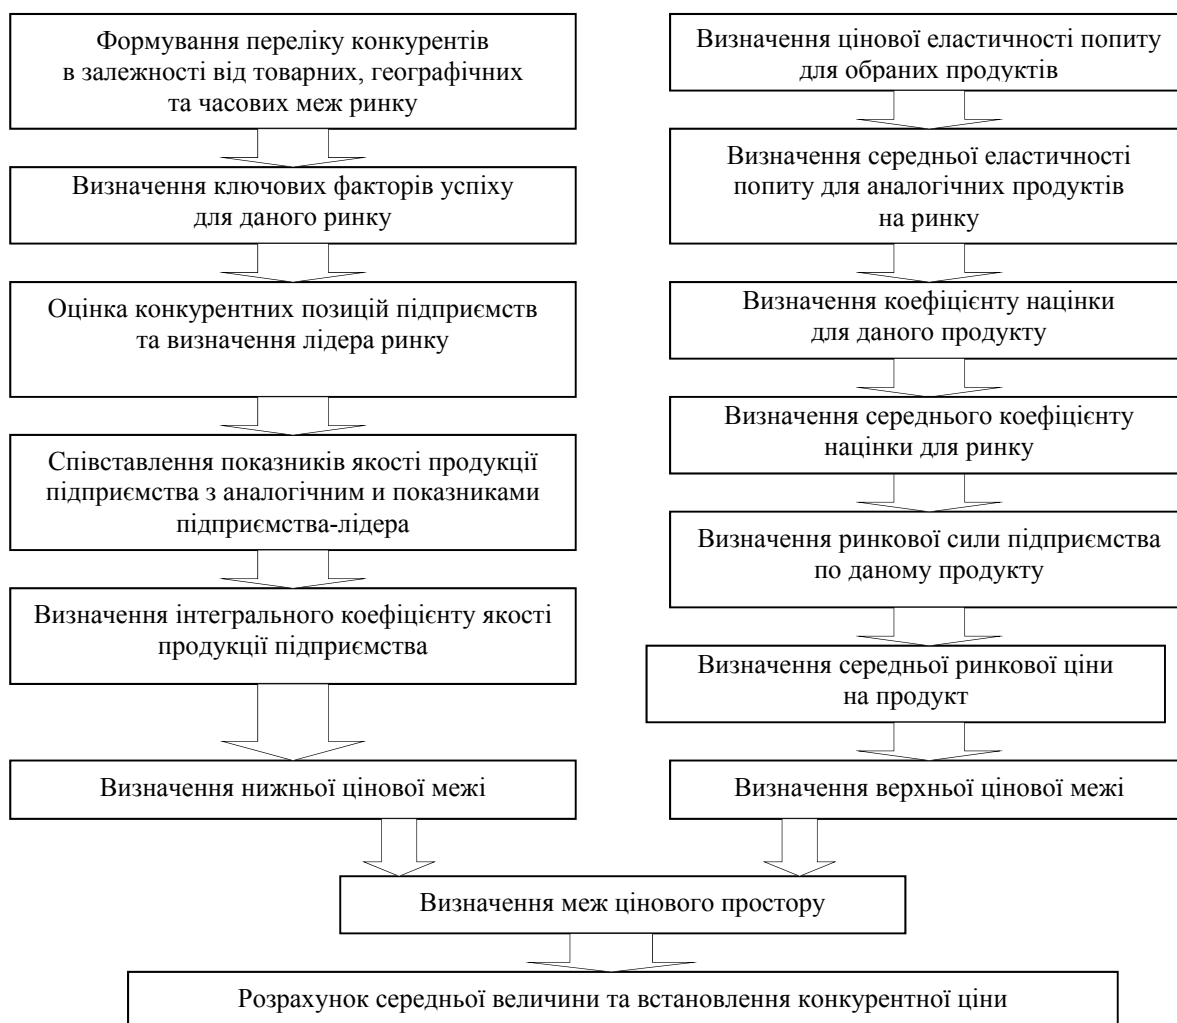 Формування переліку конкурентів
в залежності від товарних, географічних
та часових меж ринку
Визначення ключових факторів успіху
для даного ринку
Оцінка конкурентних позицій підприємств
та визначення лідера ринку
Співставлення показників якості продукції
підприємства з аналогічним и показниками
підприємства-лідера
Визначення інтегрального коефіцієнту якості
продукції підприємства
Визначення нижньої цінової межі
Визначення цінової еластичності попиту
для обраних продуктів
Визначення середньої еластичності
попиту для аналогічних продуктів
на ринку
Визначення коефіцієнту націнки
для даного продукту
Визначення середнього коефіцієнту
націнки для ринку
Визначення ринкової сили підприємства
по даному продукту
Визначення середньої ринкової ціни
на продукт
Визначення верхньої цінової межі
Визначення меж цінового простору
Розрахунок середньої величини та встановлення конкурентної ціни